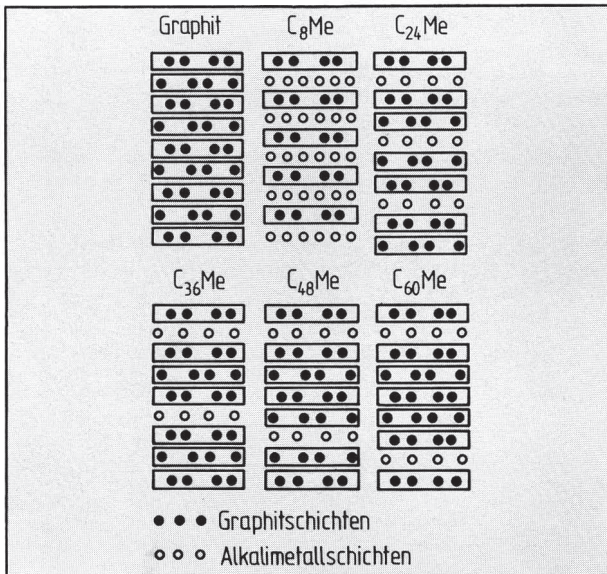 Graphit C₈Me C₂₄Me
C₃₆Me C₄₈Me C₆₀Me
Graphitschichten
Alkalimetallschichten